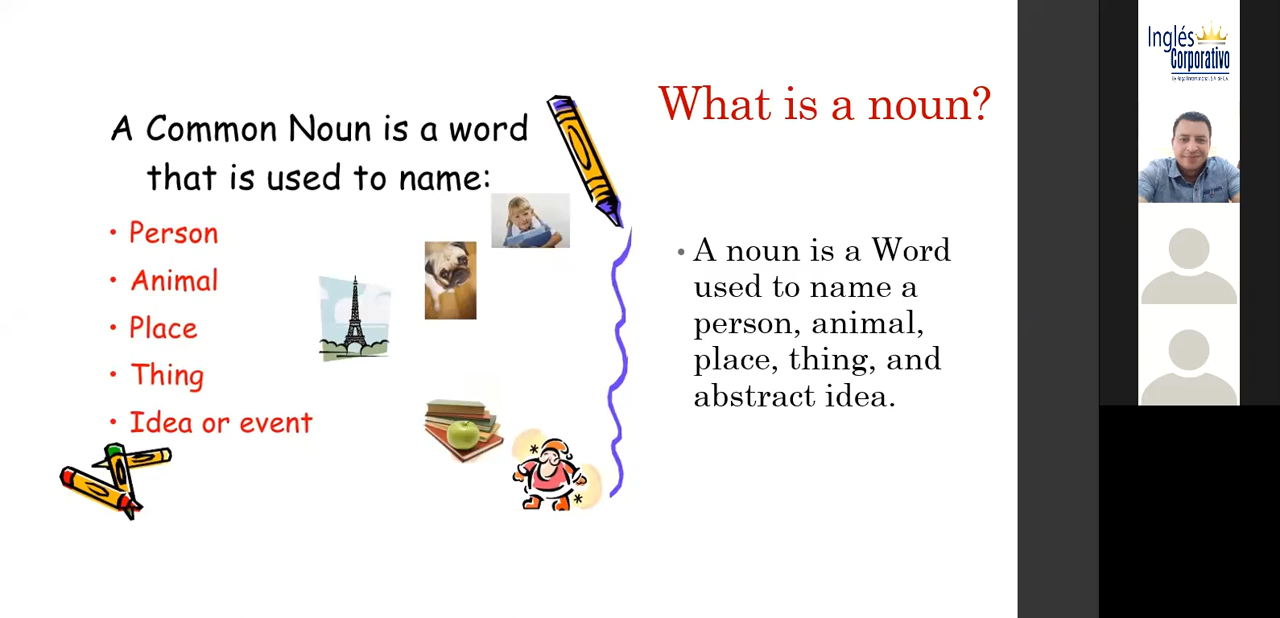 A Common Noun is a word
that is used to name:
• Person
• Animal
• Place
• Thing
• Idea or event
What is a noun?
• A noun is a Word
used to name a
person, animal,
place, thing, and
abstract idea.
Inglés
Corporativo